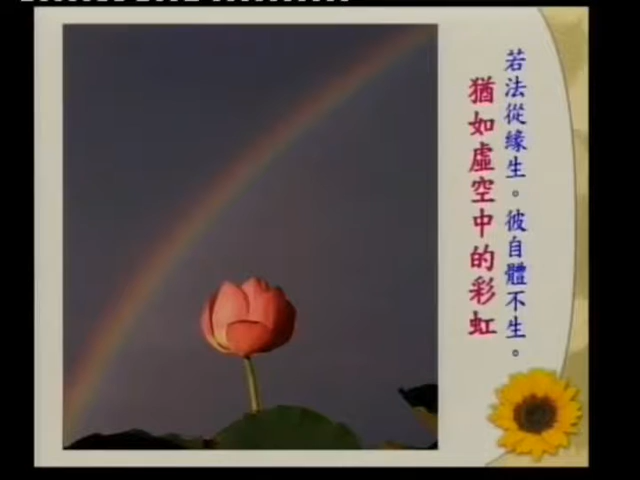 若法從緣生。彼自體不生。
猶如虛空中的彩虹